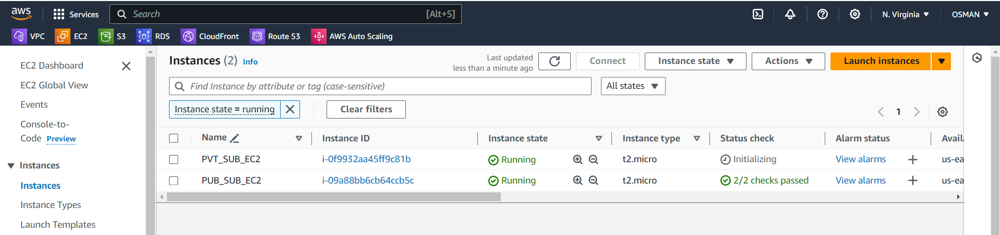 aws Services Search [Alt+S] N. Virginia OSMAN
VPC EC2 S3 RDS CloudFront Route 53 AWS Auto Scaling
EC2 Dashboard
EC2 Global View
Events
Console-to-
Code Preview
Instances
Instances
Instance Types
Launch Templates
Instances (2) Info
Last updated
less than a minute ago
Connect Instance state Actions Launch instances
Find Instance by attribute or tag (case-sensitive) All states
Instance state = running Clear filters
1
Name Instance ID Instance state Instance type Status check Alarm status Avail
PVT_SUB_EC2 i-0f9932aa45ff9c81b Running t2.micro Initializing View alarms us-ea
PUB_SUB_EC2 i-09a88bb6cb64ccb5c Running t2.micro 2/2 checks passed View alarms us-ea